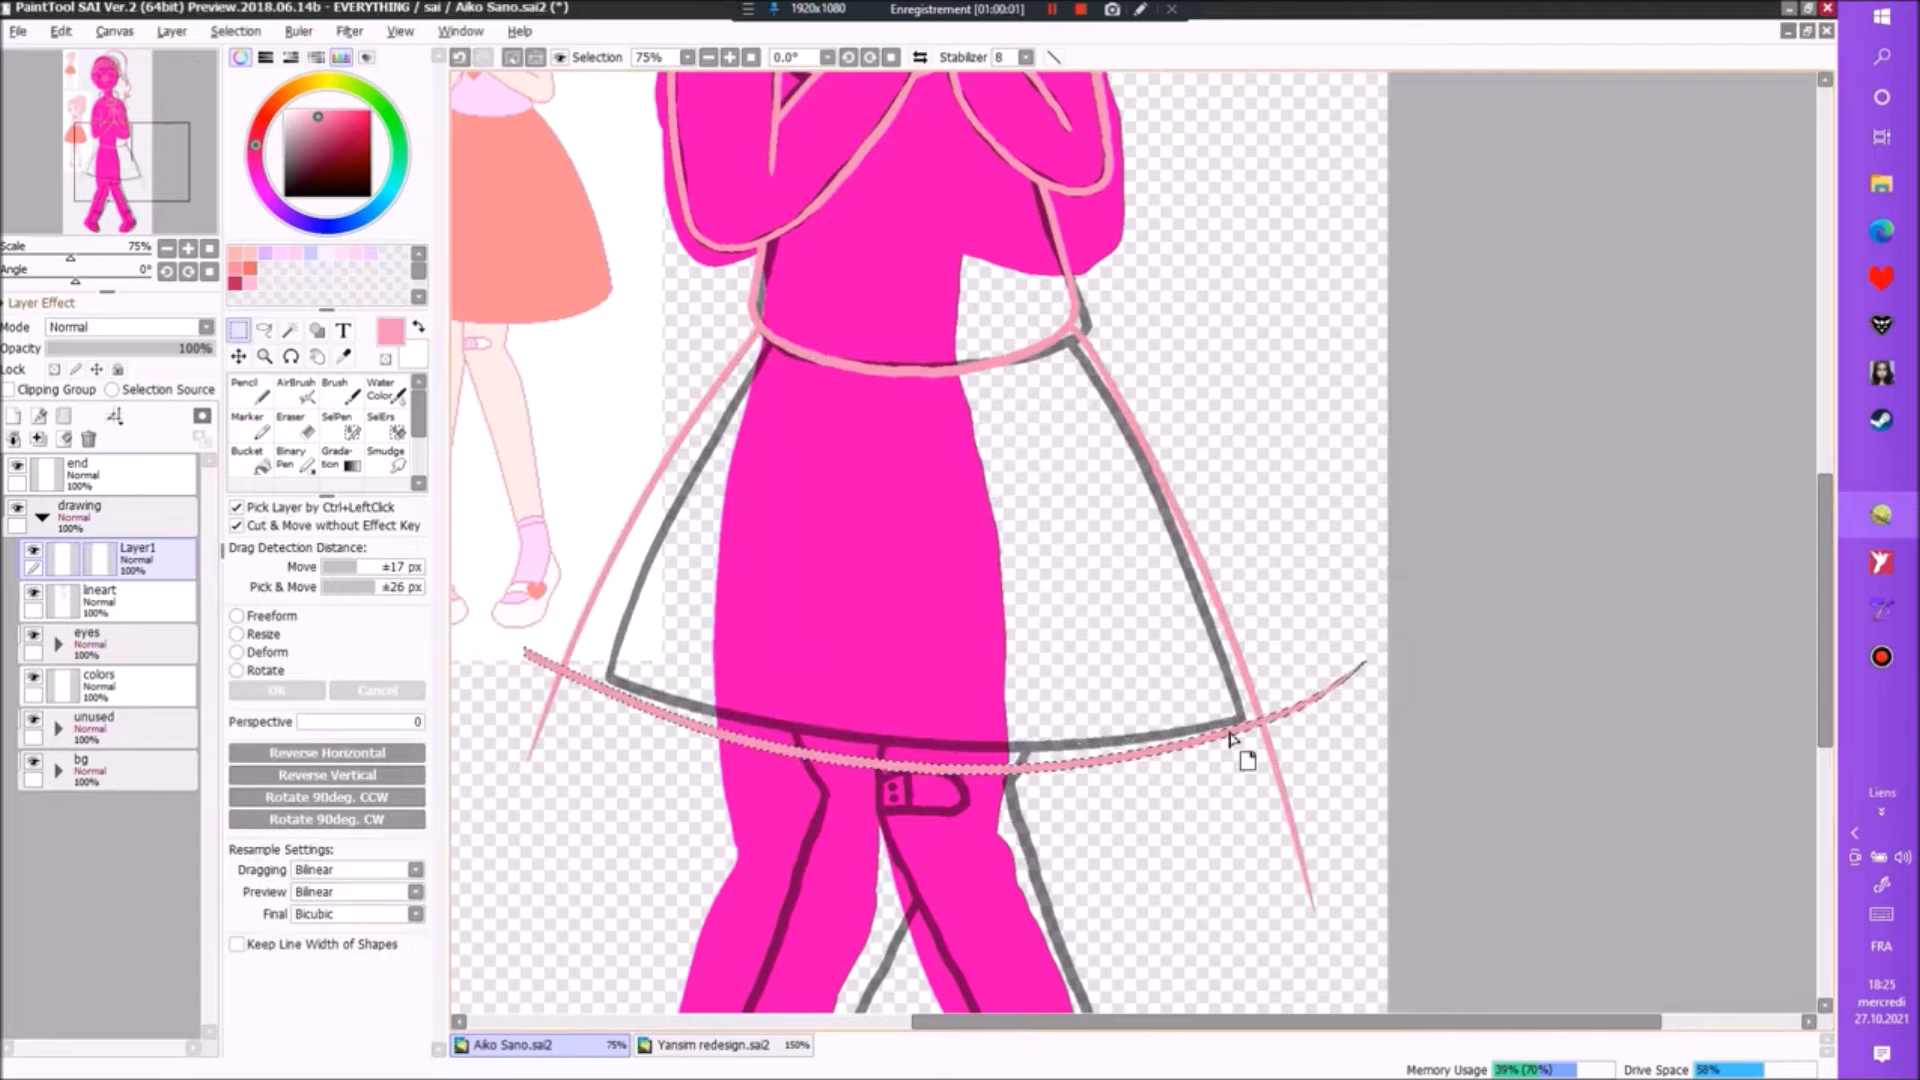 PaintTool SAI Ver.2 (64bit) Preview.2018.06.14b - EVERYTHING / sai / Aiko Sano.sai2 (*)
1920x1080
Enregistrement [01:00:01]
File Edit Canvas Layer Selection Ruler Filter View Window Help
Selection 75% 0.0° Stabilizer 8
Scale 75%
Angle 0°
Layer Effect
Mode Normal
Opacity 100%
Lock
Clipping Group Selection Source
end
Normal
100%
drawing
Normal
100%
Layer1
Normal
100%
lineart
Normal
100%
eyes
Normal
100%
colors
Normal
100%
unused
Normal
100%
bg
Normal
100%
T
Pencil AirBrush Brush Water Color
Marker Eraser SelPen SelErs
Bucket Binary Pen Grada-tion Smudge
Pick Layer by Ctrl+LeftClick
Cut & Move without Effect Key
Drag Detection Distance:
Move ±17 px
Pick & Move ±26 px
Freeform
Resize
Deform
Rotate
OK Cancel
Perspective 0
Reverse Horizontal
Reverse Vertical
Rotate 90deg. CCW
Rotate 90deg. CW
Resample Settings:
Dragging Bilinear
Preview Bilinear
Final Bicubic
Keep Line Width of Shapes
Aiko Sano.sai2 75% Yansim redesign.sai2 150%
Memory Usage 39% (70%) Drive Space 58%
Liens
FRA
18:25
mercredi
27.10.2021